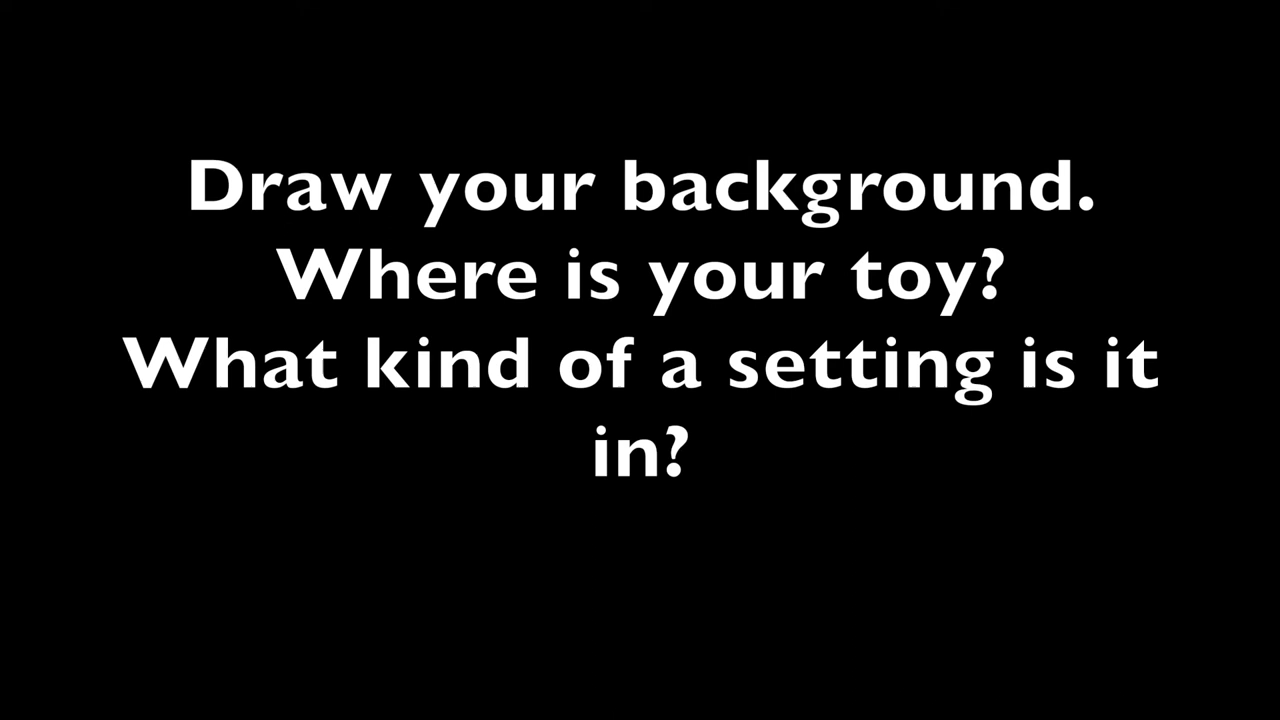 Draw your background.
Where is your toy?
What kind of a setting is it
in?